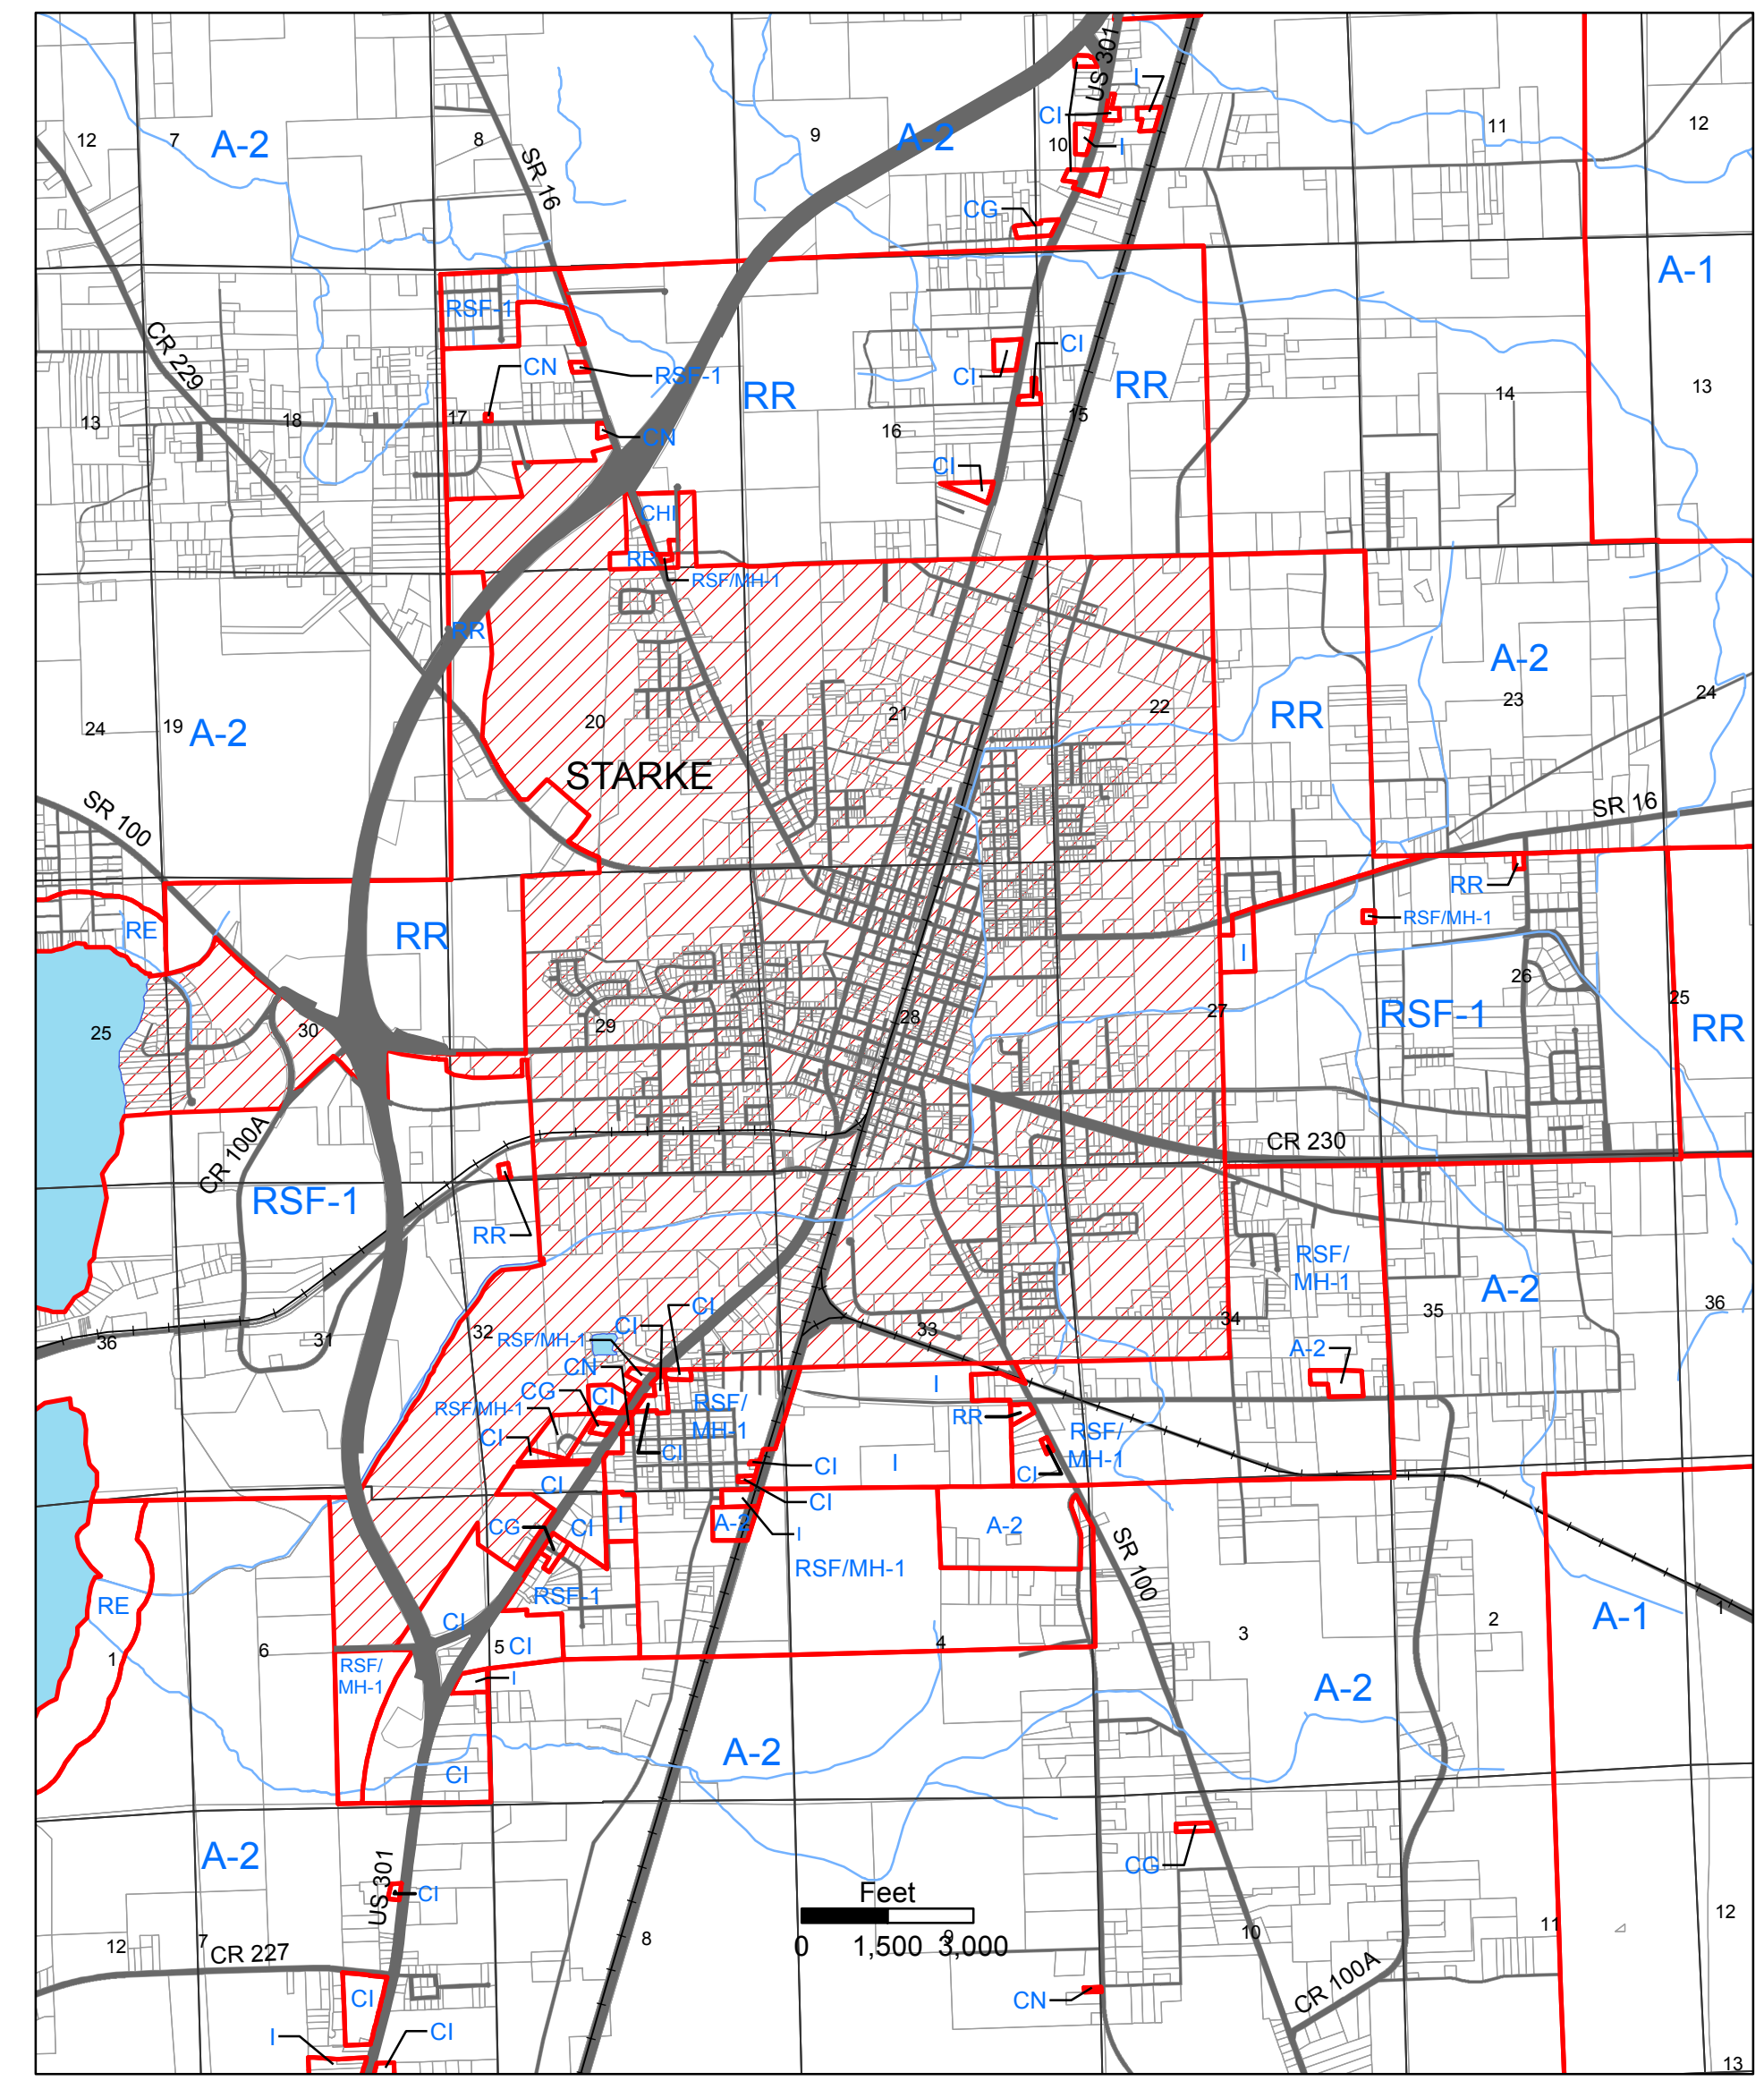 US 301
I
CI
12
7
A-2
8
9
A-2
10
I
11
12
SR 16
CG
A-1
RSF-1
CR 229
CN
RSF-1
RR
CI
CI
RR
13
18
17
CN
16
15
14
13
CI
CHI
RR
RSF/MH-1
RR
A-2
24
19
A-2
20
21
22
RR
23
24
STARKE
SR 100
SR 16
RR
RSF/MH-1
RE
RR
I
26
25
30
29
28
27
RSF-1
25
RR
CR 100A
CR 230
RSF-1
RR
RSF/
MH-1
A-2
36
31
32
33
34
35
36
CI
CI
RSF/MH-1
CN
CG
CI
RSF/MH-1
CI
RSF/
MH-1
CI
I
A-2
RR
RSF/
MH-1
CI
CI
I
CI
CI
CG
CI
I
A-2
I
A-2
SR 100
RSF/MH-1
RSF-1
RE
CI
A-1
1
1
6
5
CI
4
3
2
RSF/
MH-1
I
A-2
A-2
CI
A-2
CG
US 301
CI
Feet
0
1,500
3,000
12
7
CR 227
8
9
10
11
12
CR 100A
CI
CN
I
CI
13